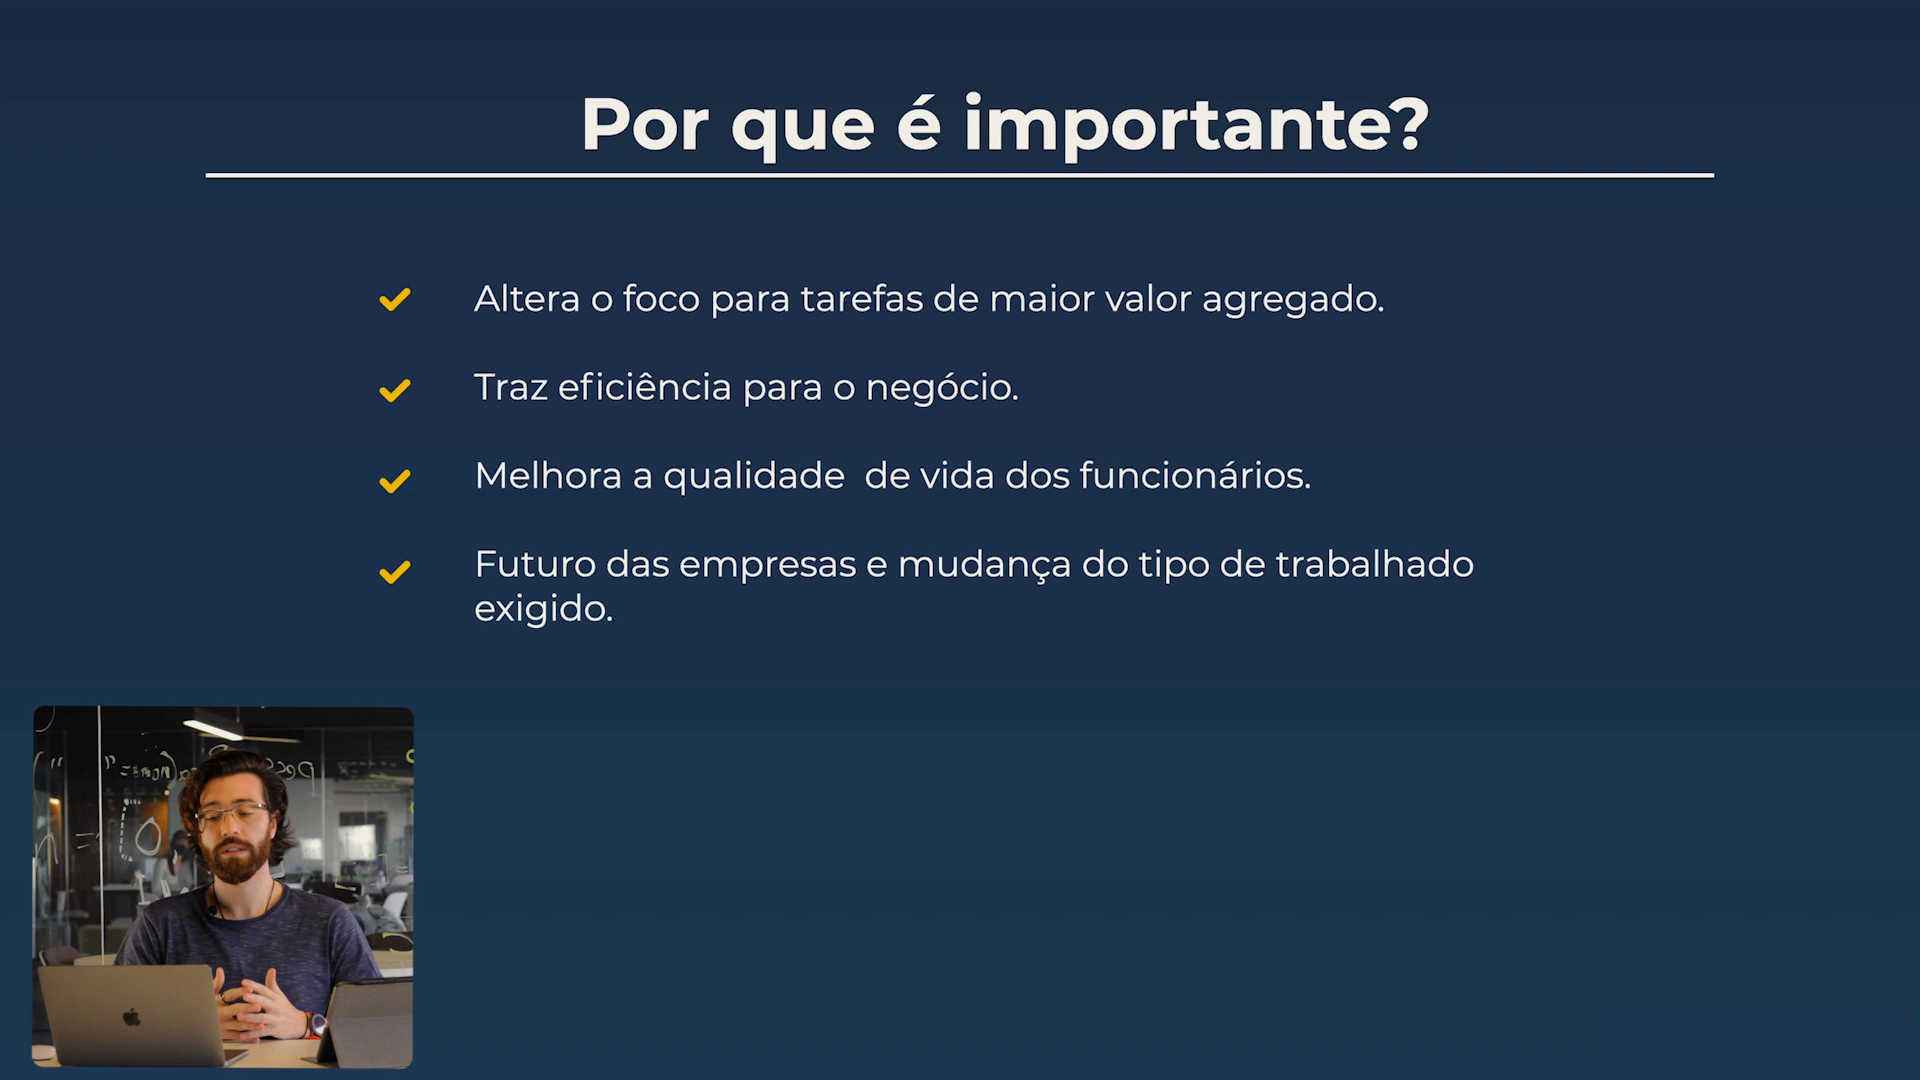 Por que é importante?
Altera o foco para tarefas de maior valor agregado.
Traz eficiência para o negócio.
Melhora a qualidade  de vida dos funcionários.
Futuro das empresas e mudança do tipo de trabalhado
exigido.